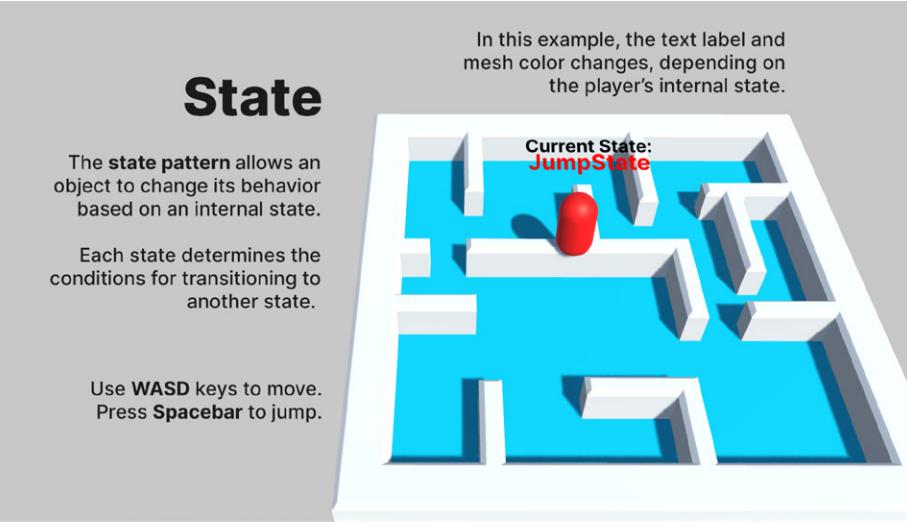 State
The state pattern allows an
object to change its behavior
based on an internal state.
Each state determines the
conditions for transitioning to
another state.
Use WASD keys to move.
Press Spacebar to jump.
In this example, the text label and
mesh color changes, depending on
the player’s internal state.
Current State:
JumpState